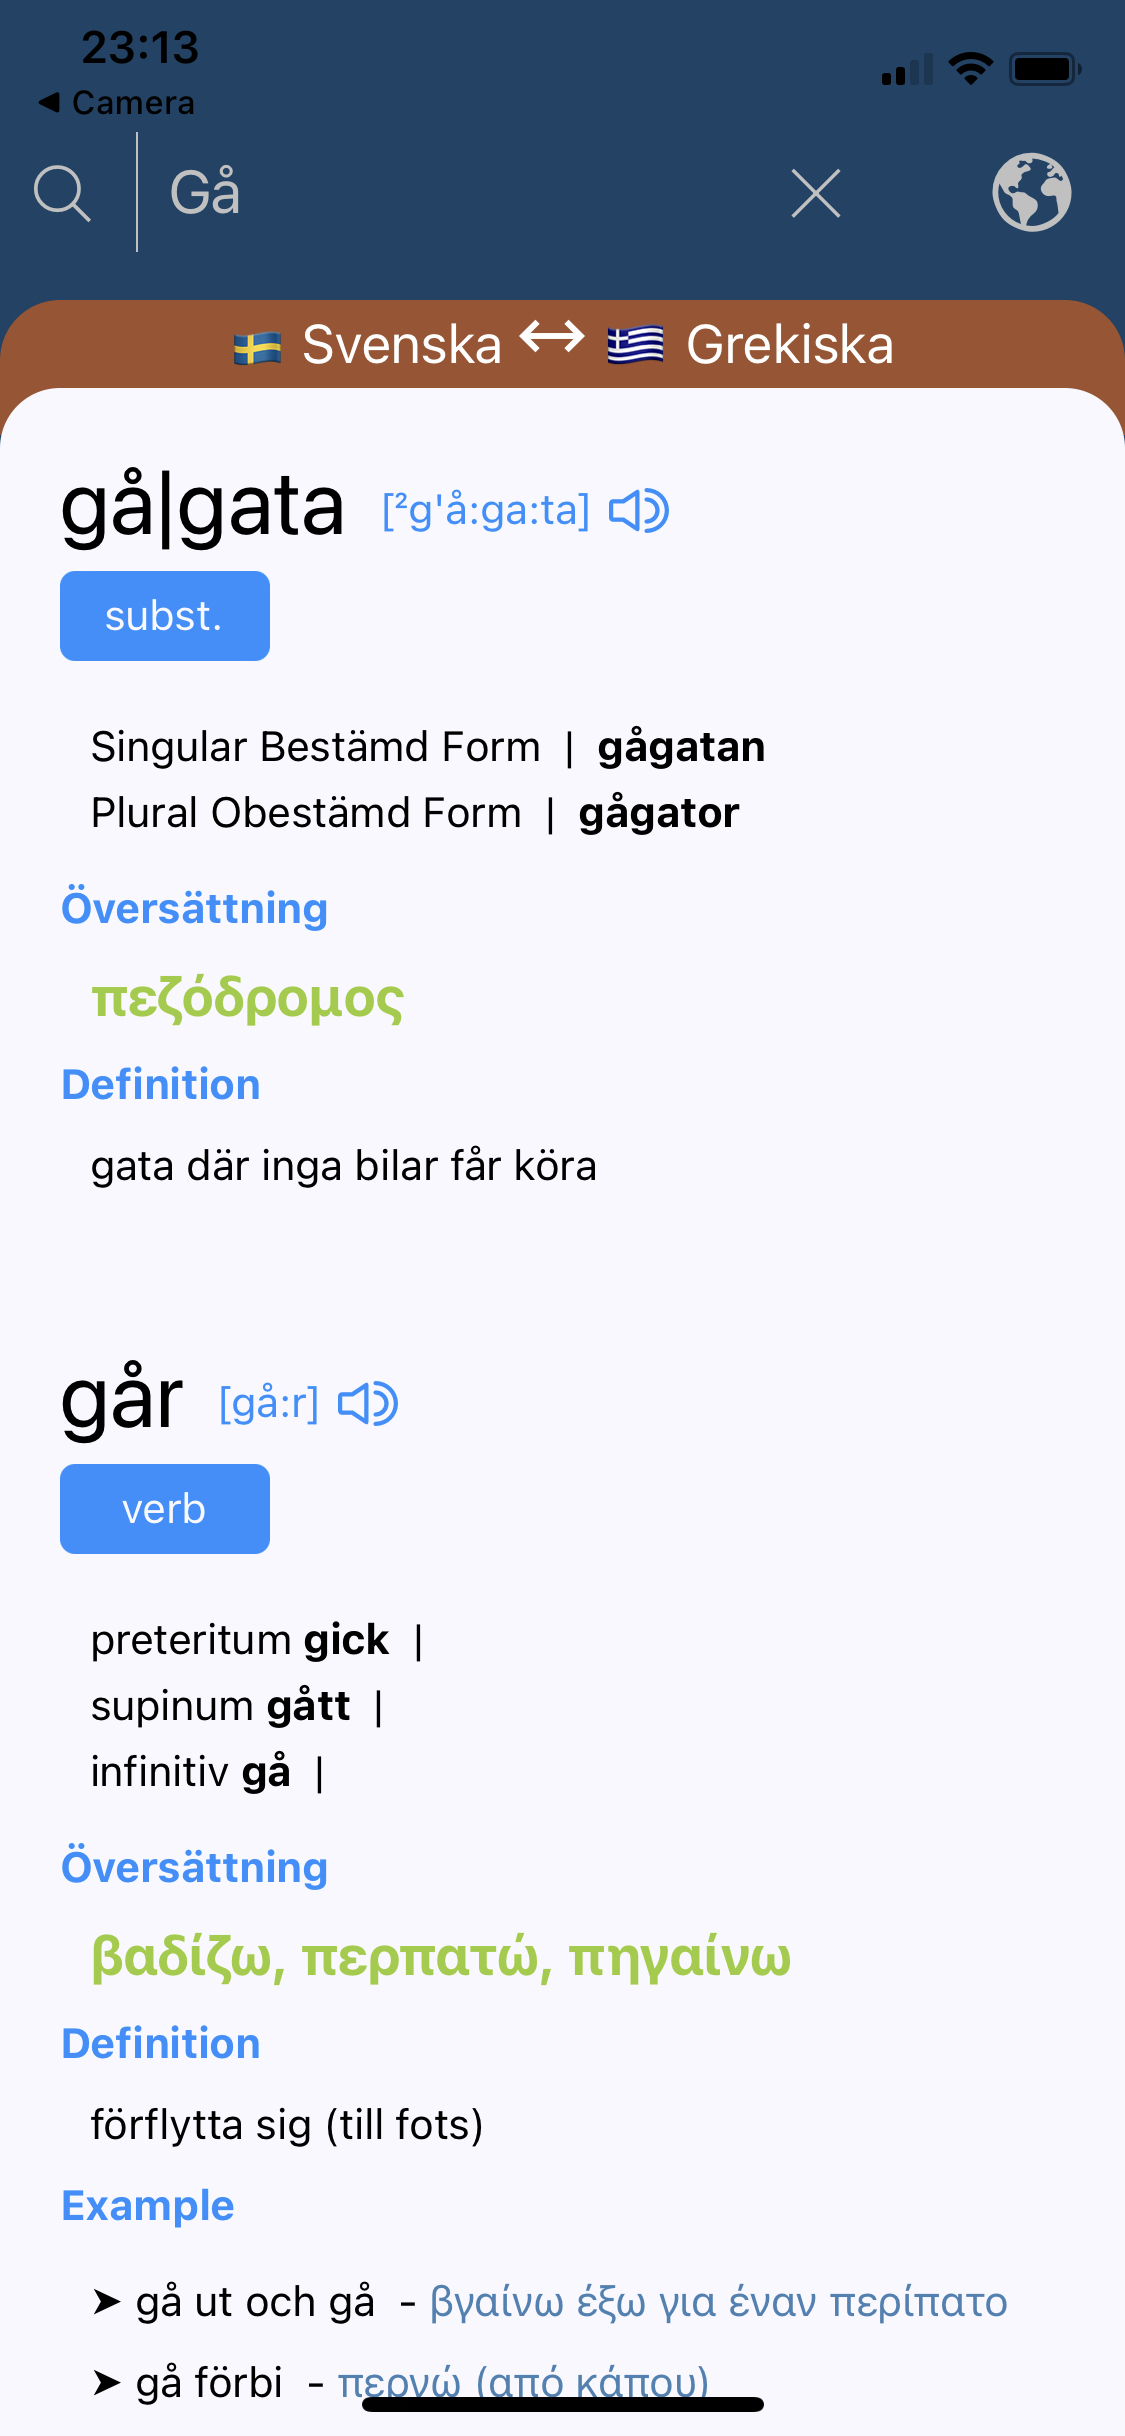 23:13
◀ Camera
Gå
🇸🇪 Svenska ↔ 🇬🇷 Grekiska
gå|gata [²g'å:ga:ta]
subst.
Singular Bestämd Form | gågatan
Plural Obestämd Form | gågator
Översättning
πεζόδρομος
Definition
gata där inga bilar får köra
går [gå:r]
verb
preteritum gick |
supinum gått |
infinitiv gå |
Översättning
βαδίζω, περπατώ, πηγαίνω
Definition
förflytta sig (till fots)
Example
➤ gå ut och gå - βγαίνω έξω για έναν περίπατο
➤ gå förbi - περνώ (από κάπου)